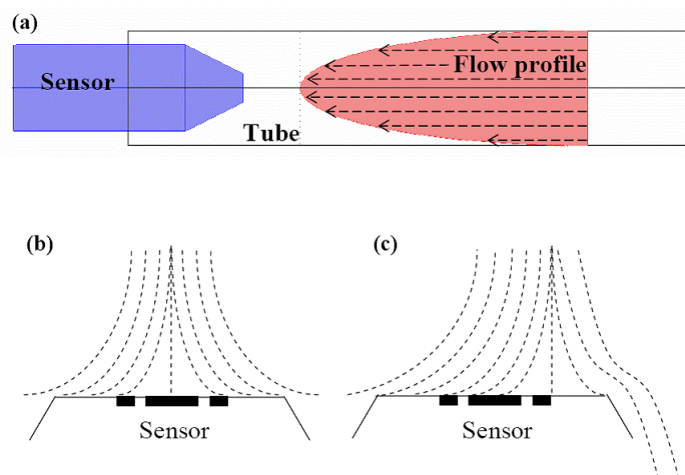 (a)
Sensor
Flow profile
Tube
(b)
(c)
Sensor
Sensor